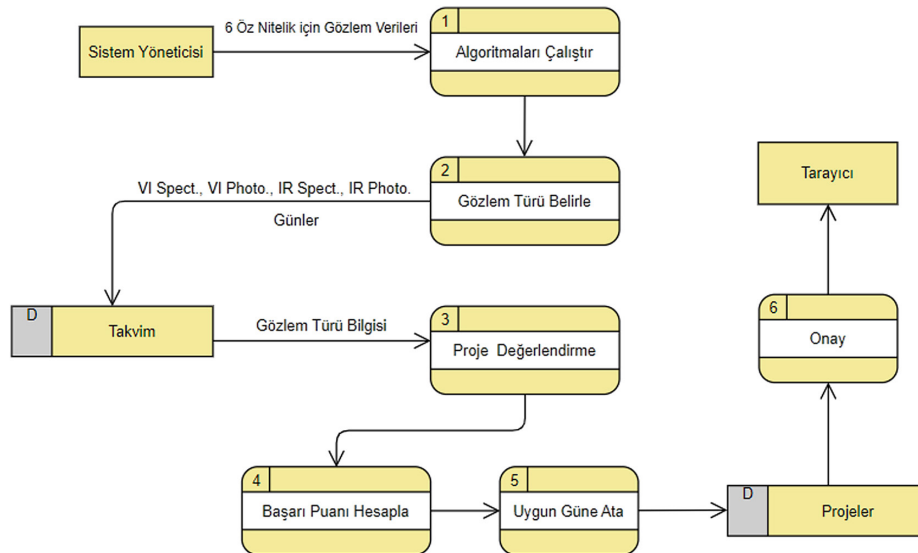 6 Öz Nitelik için Gözlem Verileri
1
Sistem Yöneticisi
Algoritmaları Çalıştır
2
VI Spect., VI Photo., IR Spect., IR Photo.
Gözlem Türü Belirle
Günler
Tarayıcı
D
Takvim
Gözlem Türü Bilgisi
3
Proje Değerlendirme
6
Onay
4
Başarı Puanı Hesapla
5
Uygun Güne Ata
D
Projeler